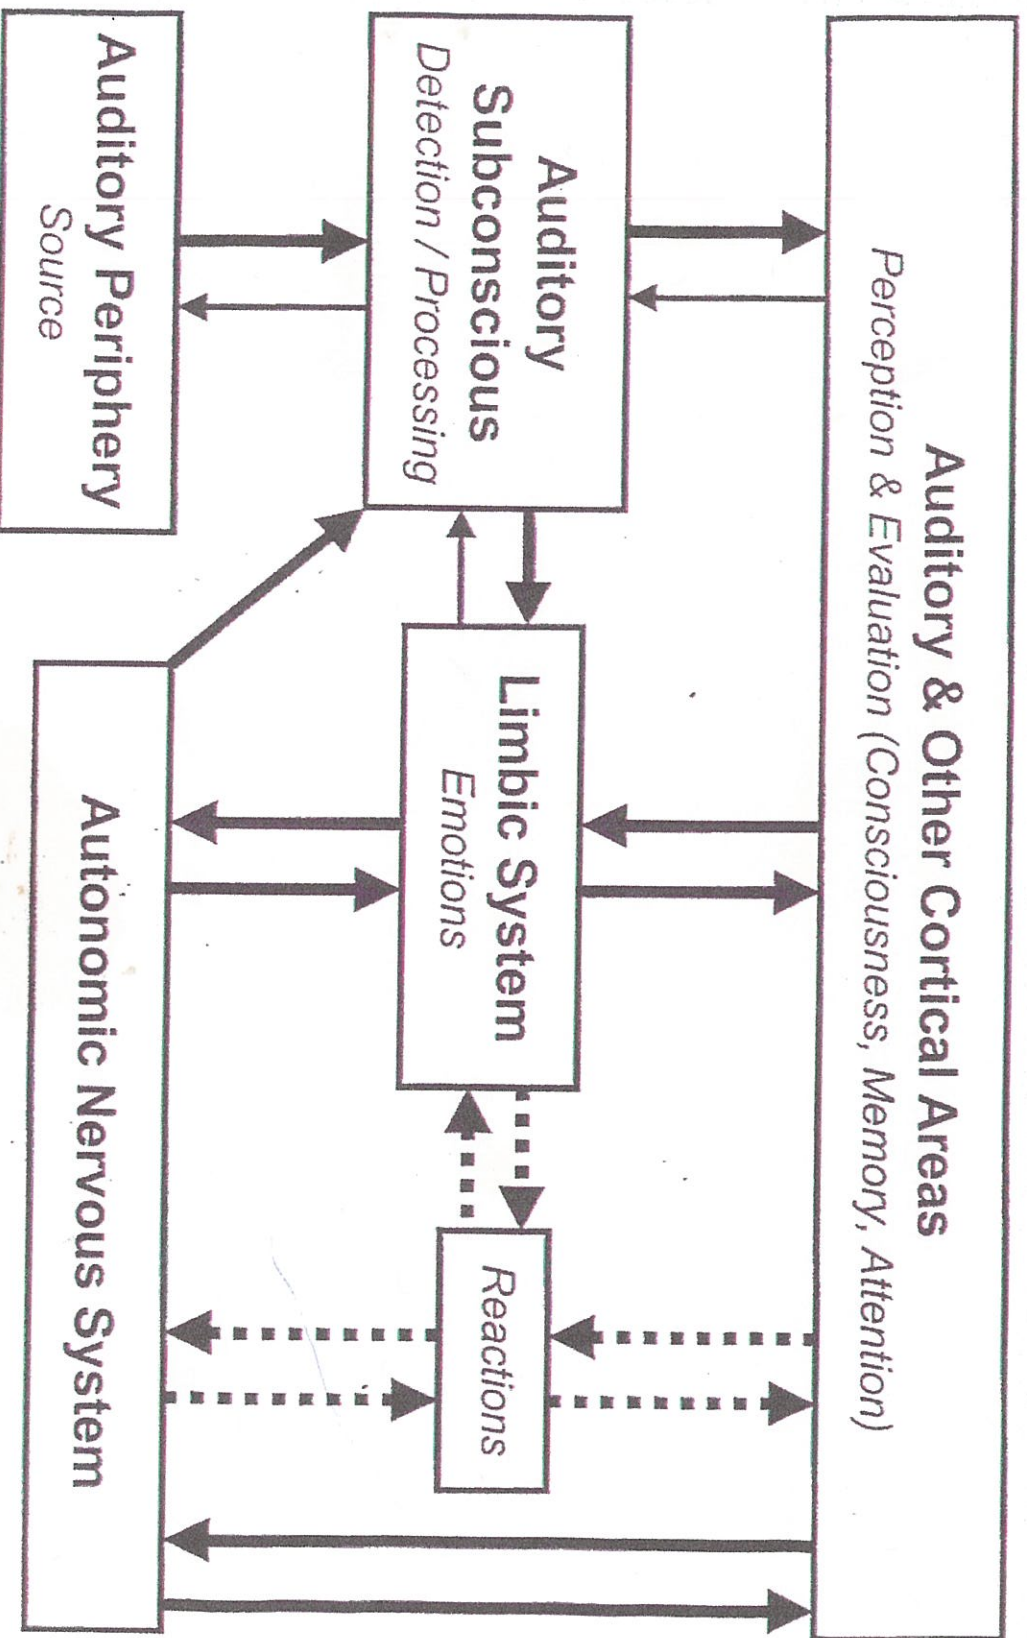 Auditory & Other Cortical Areas
Perception & Evaluation (Consciousness, Memory, Attention)
Auditory
Subconscious
Detection / Processing
Limbic System
Emotions
Reactions
Auditory Periphery
Source
Autonomic Nervous System